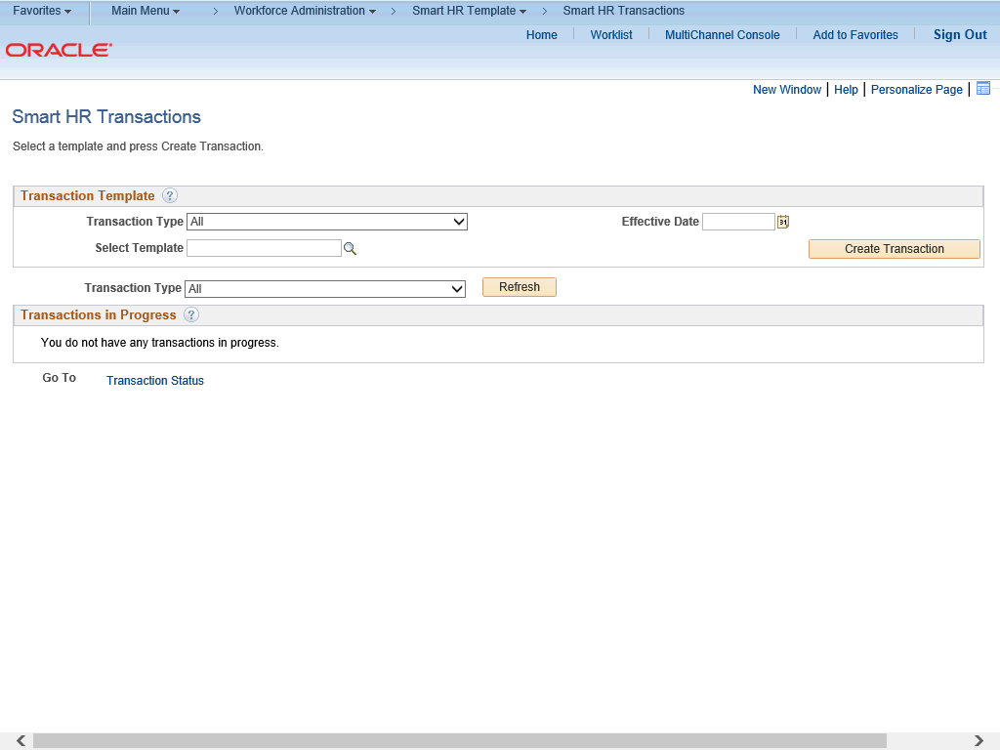 Favorites Main Menu > Workforce Administration > Smart HR Template > Smart HR Transactions
Home Worklist MultiChannel Console Add to Favorites Sign Out
ORACLE
New Window | Help | Personalize Page |
Smart HR Transactions
Select a template and press Create Transaction.
Transaction Template ?
Transaction Type All Effective Date 31
Select Template Create Transaction
Transaction Type All Refresh
Transactions in Progress ?
You do not have any transactions in progress.
Go To Transaction Status